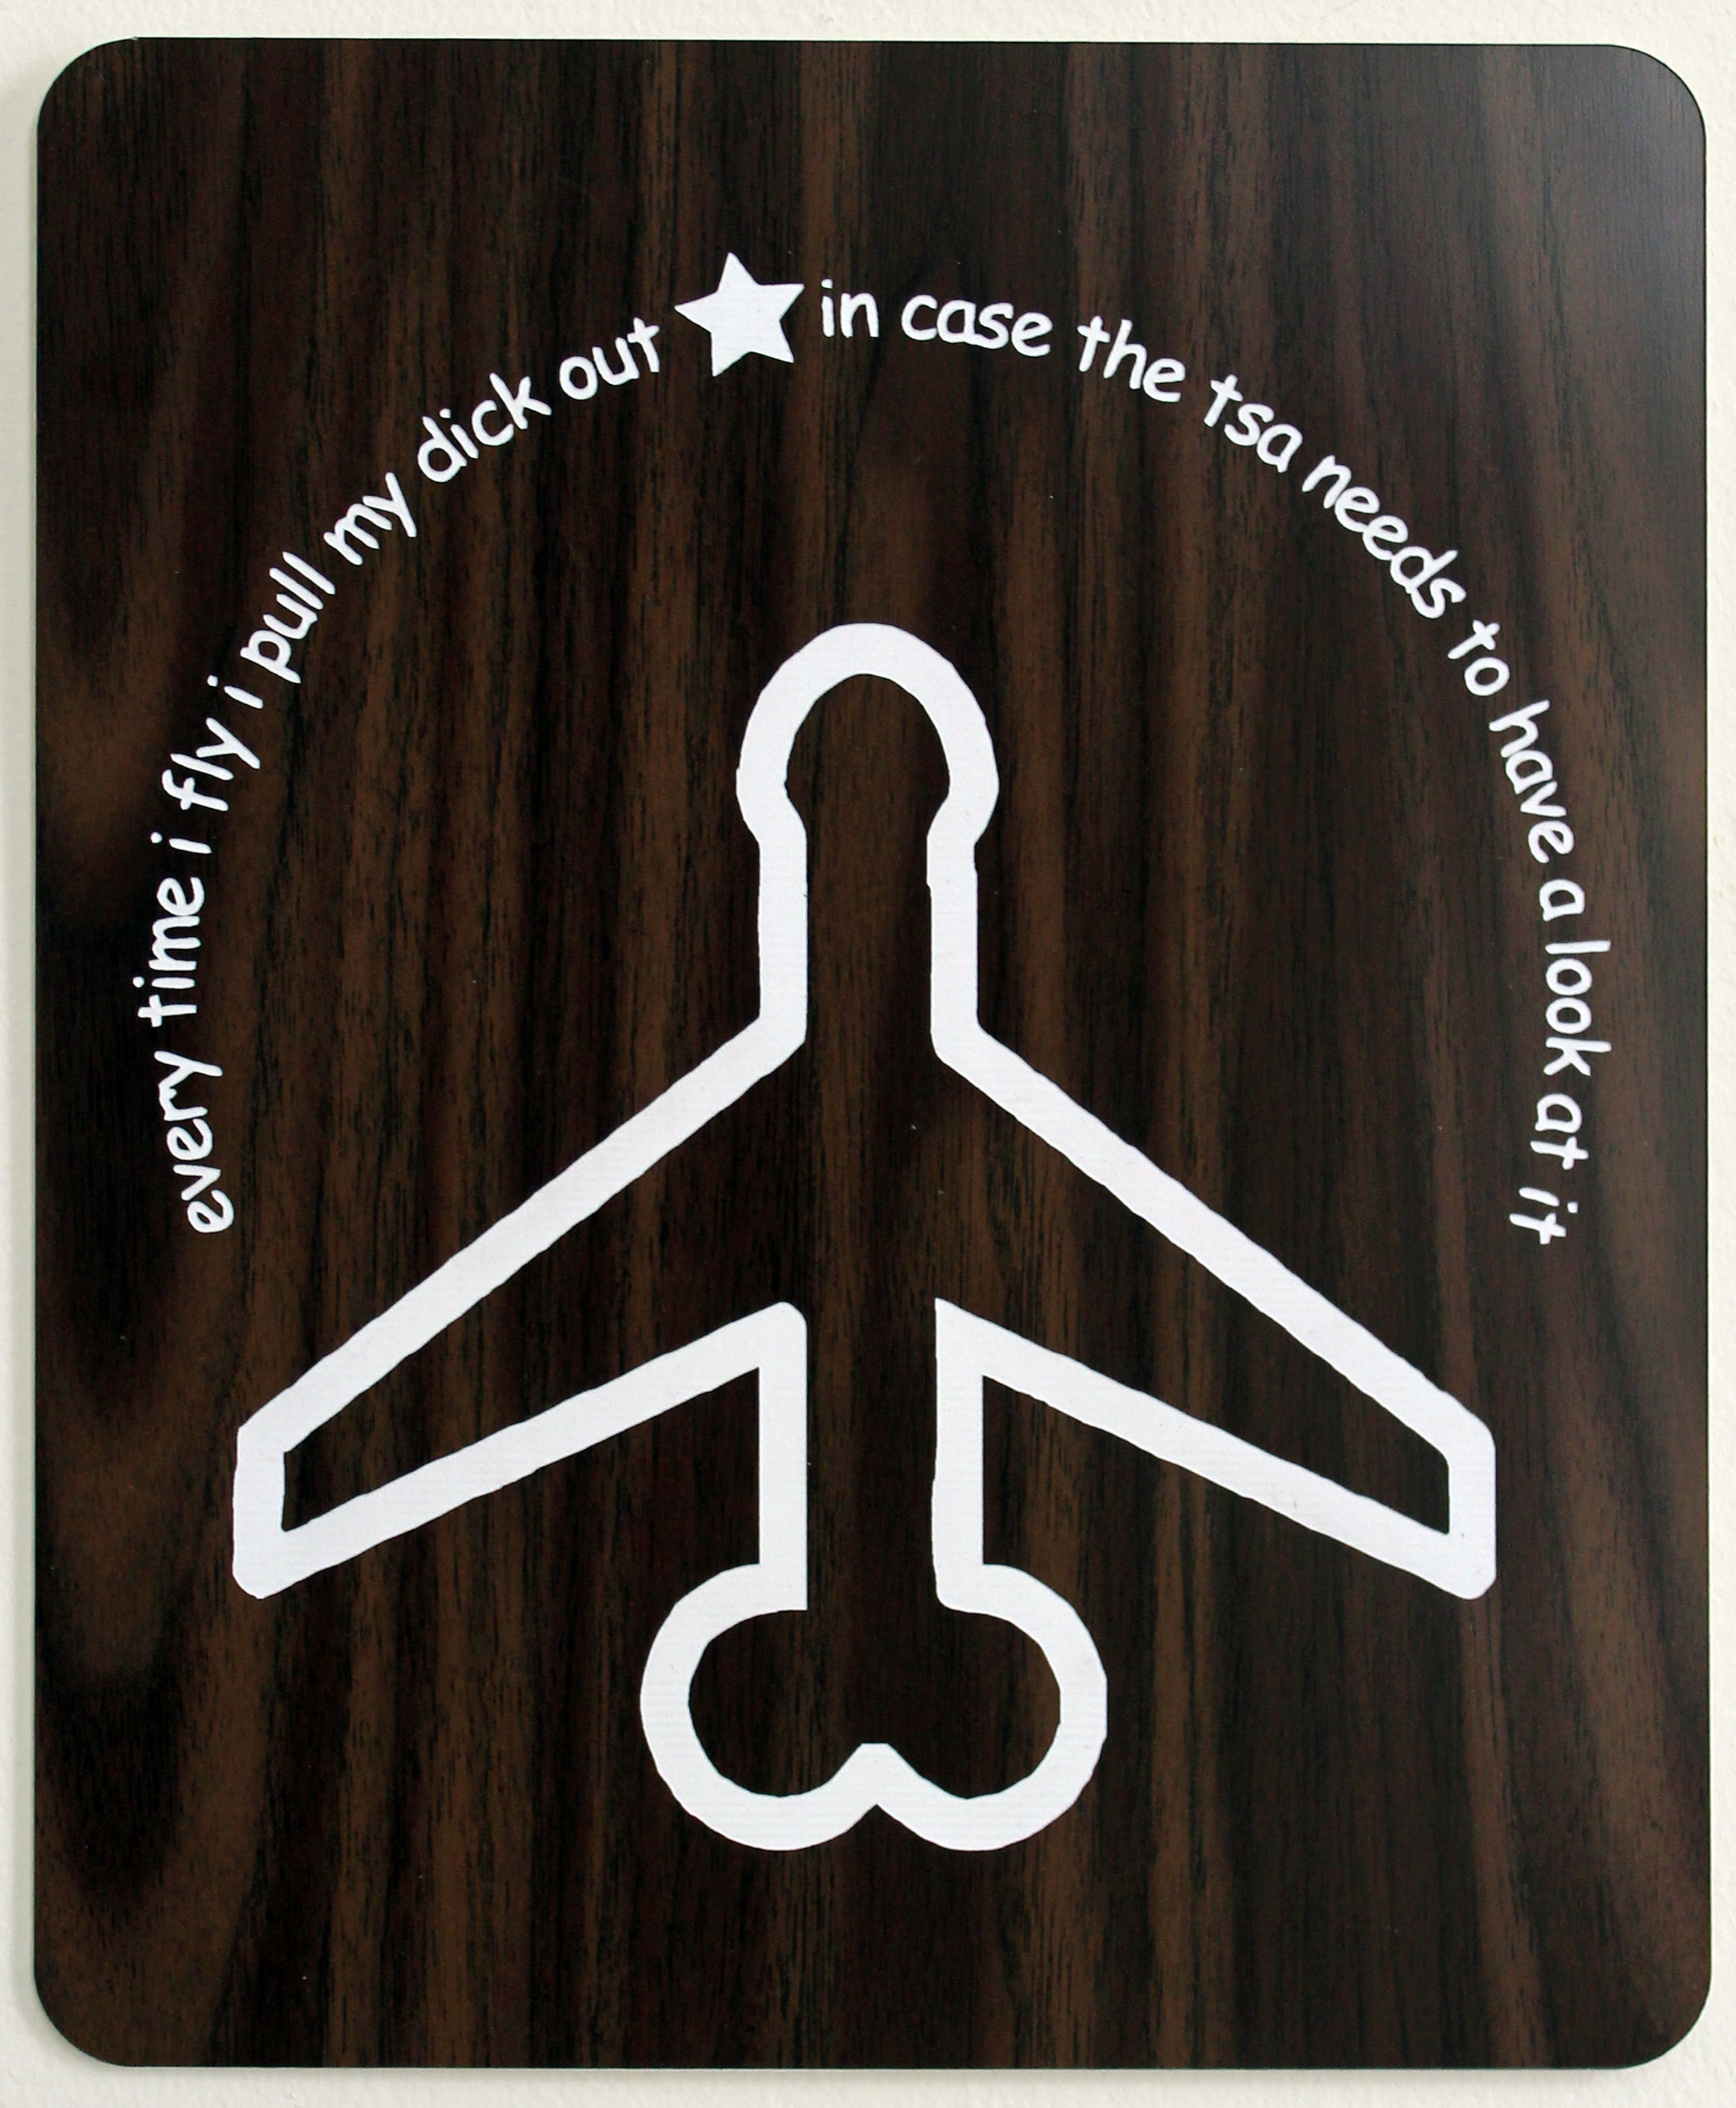 every time i fly i pull my dick out ★ in case the tsa needs to have a look at it